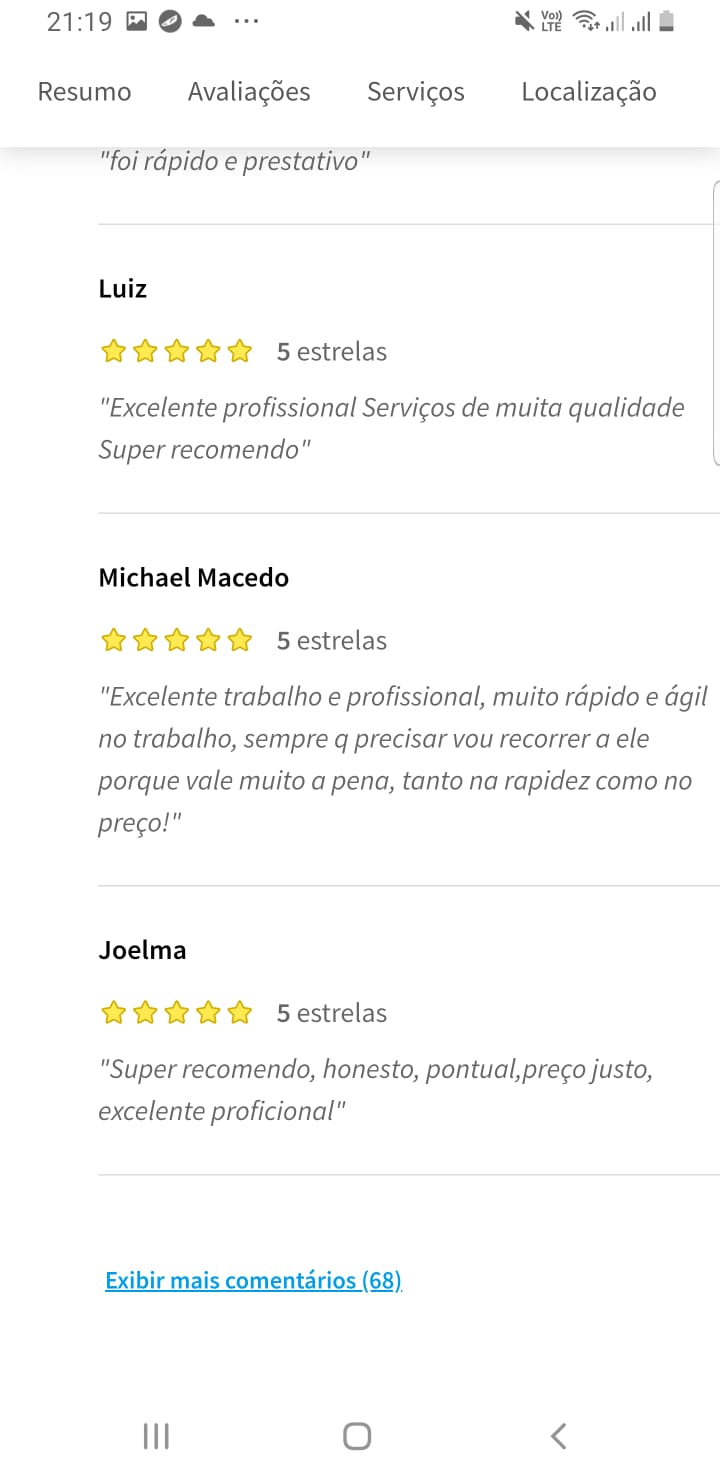 21:19
Vo)) LTE
Resumo Avaliações Serviços Localização
"foi rápido e prestativo"
Luiz
5 estrelas
"Excelente profissional Serviços de muita qualidade
Super recomendo"
Michael Macedo
5 estrelas
"Excelente trabalho e profissional, muito rápido e ágil
no trabalho, sempre q precisar vou recorrer a ele
porque vale muito a pena, tanto na rapidez como no
preço!"
Joelma
5 estrelas
"Super recomendo, honesto, pontual,preço justo,
excelente proficional"
Exibir mais comentários (68)